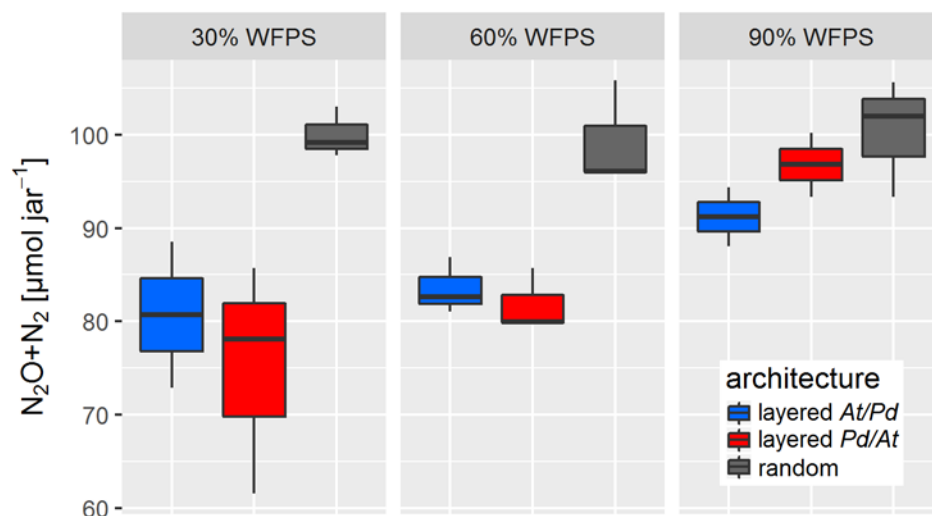 30% WFPS
60% WFPS
90% WFPS
N₂O+N₂ [µmol jar⁻¹]
100
90
80
70
60
architecture
layered At/Pd
layered Pd/At
random